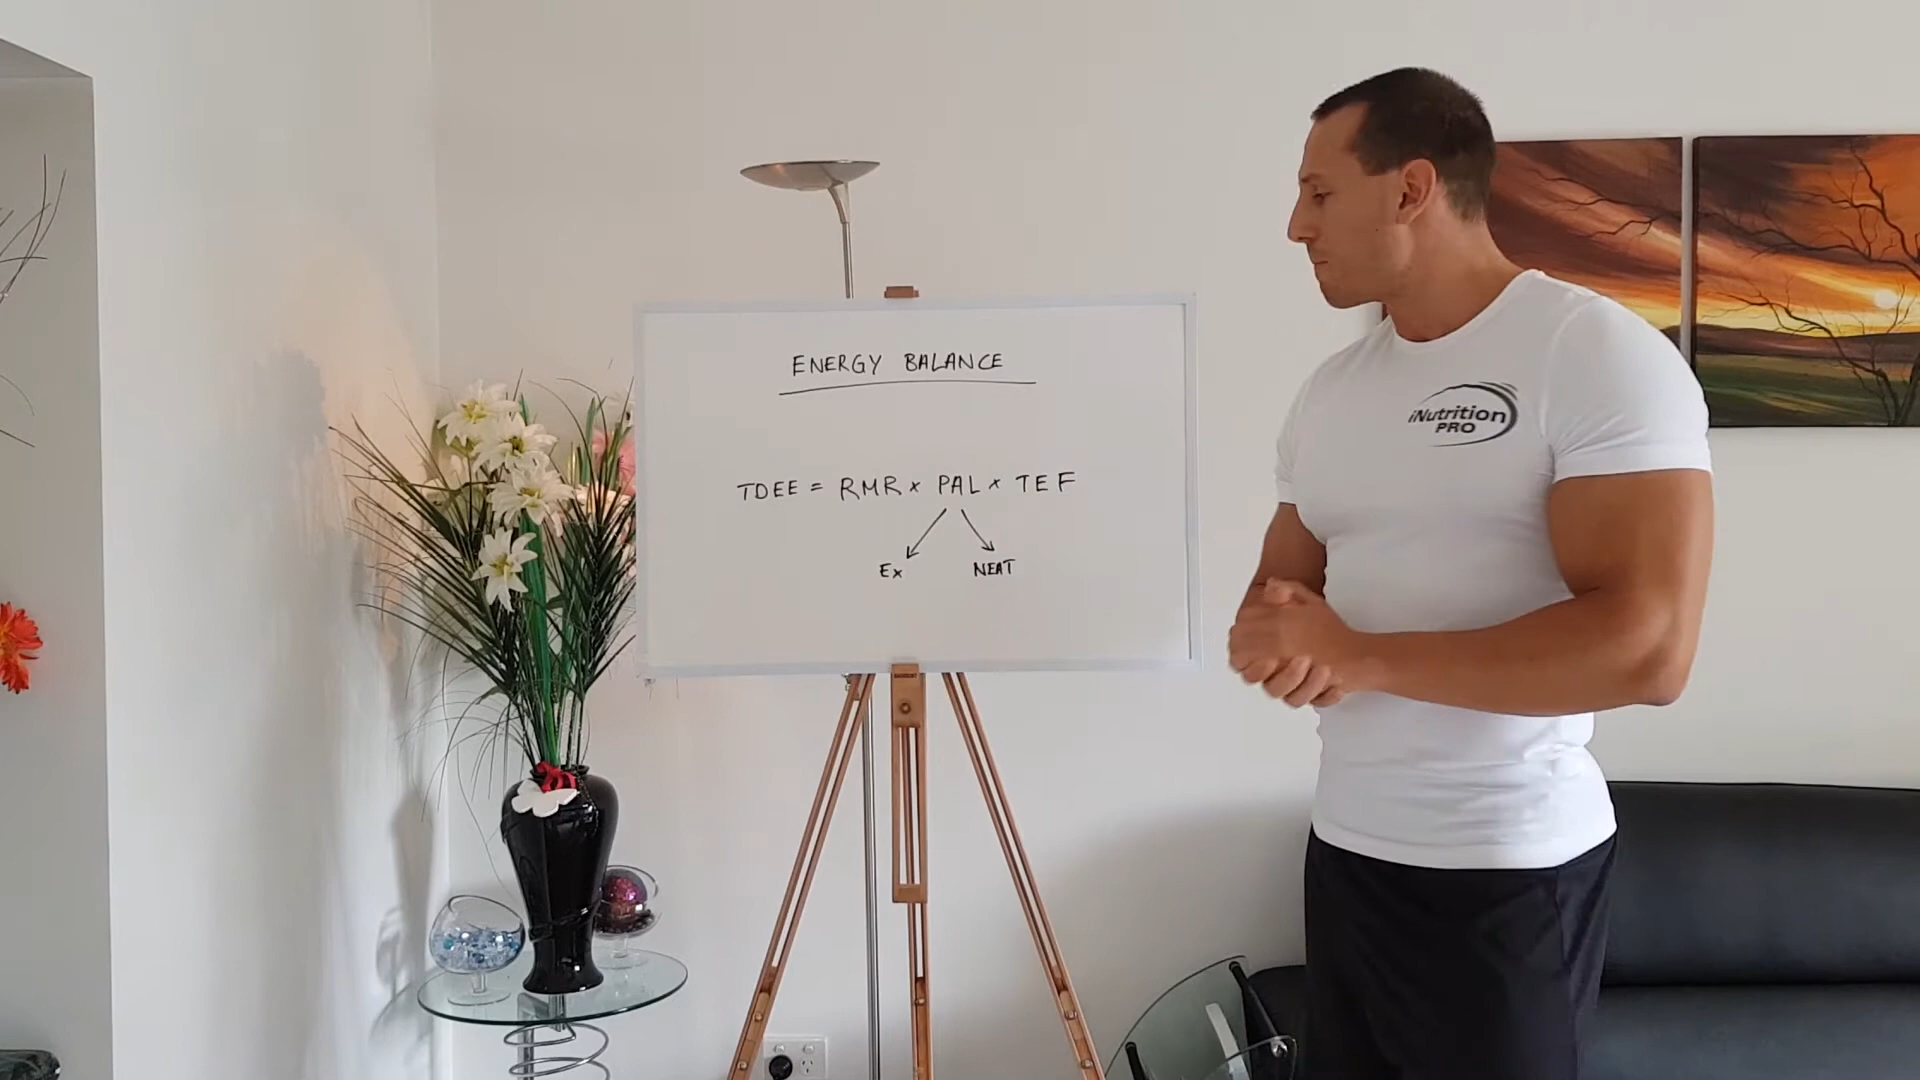 ENERGY BALANCE
TDEE = RMR x PAL x TEF
Ex NEAT
iNutrition
PRO